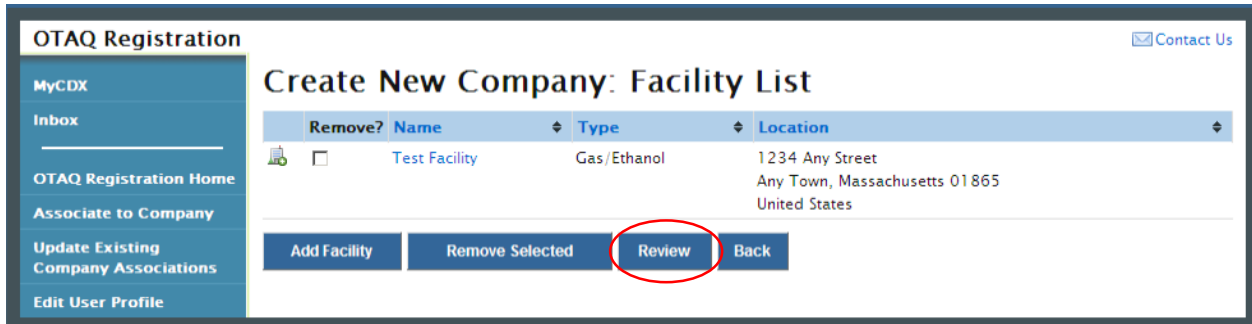 OTAQ Registration
Contact Us
MyCDX
Inbox
OTAQ Registration Home
Associate to Company
Update Existing
Company Associations
Edit User Profile
Create New Company: Facility List
Remove? Name Type Location
Test Facility Gas/Ethanol 1234 Any Street
Any Town, Massachusetts 01865
United States
Add Facility Remove Selected Review Back